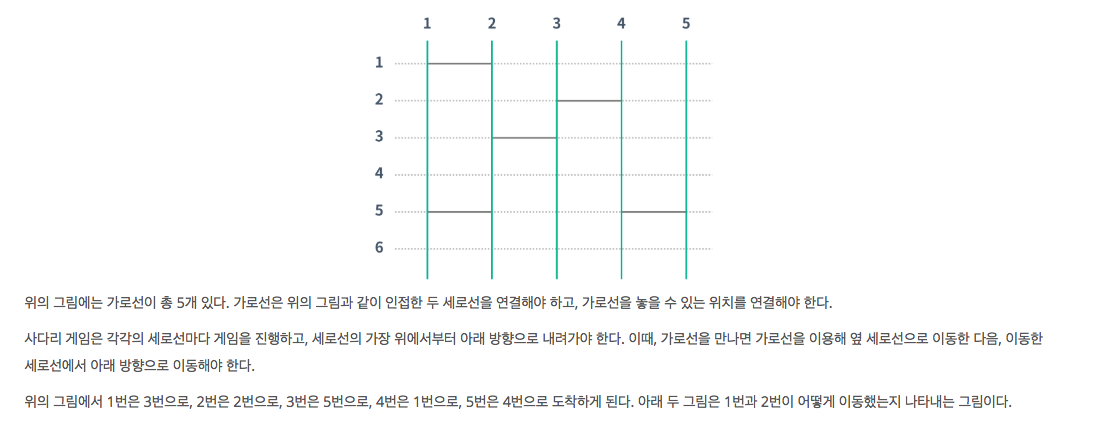 1 2 3 4 5
1
2
3
4
5
6
위의 그림에는 가로선이 총 5개 있다. 가로선은 위의 그림과 같이 인접한 두 세로선을 연결해야 하고, 가로선을 놓을 수 있는 위치를 연결해야 한다.
사다리 게임은 각각의 세로선마다 게임을 진행하고, 세로선의 가장 위에서부터 아래 방향으로 내려가야 한다. 이때, 가로선을 만나면 가로선을 이용해 옆 세로선으로 이동한 다음, 이동한
세로선에서 아래 방향으로 이동해야 한다.
위의 그림에서 1번은 3번으로, 2번은 2번으로, 3번은 5번으로, 4번은 1번으로, 5번은 4번으로 도착하게 된다. 아래 두 그림은 1번과 2번이 어떻게 이동했는지 나타내는 그림이다.